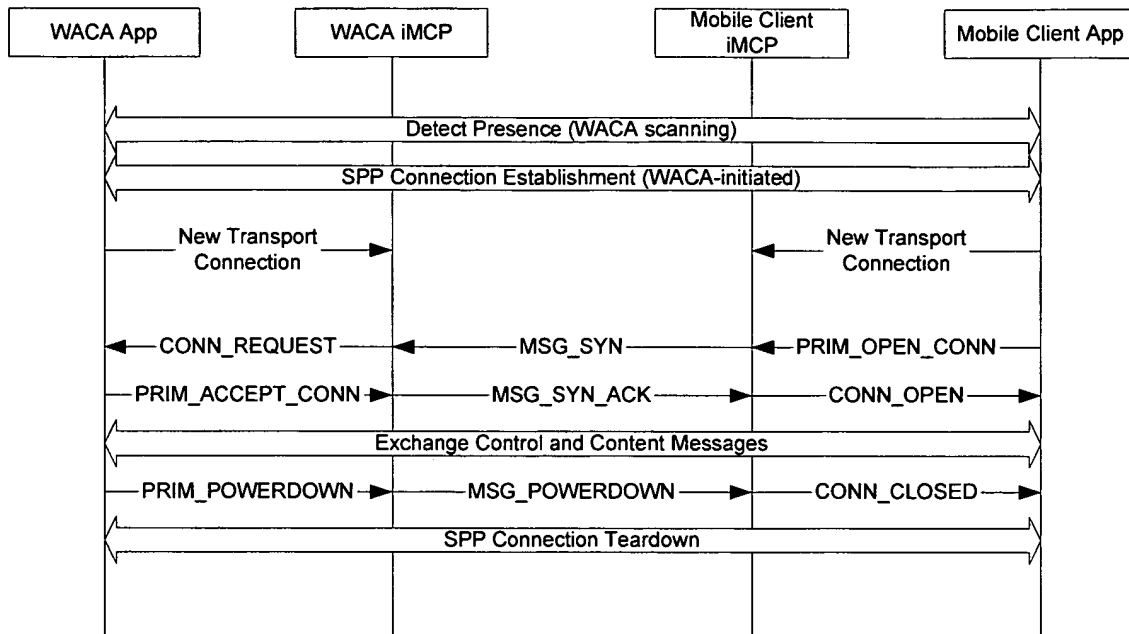 WACA App
WACA iMCP
Mobile Client
iMCP
Mobile Client App
Detect Presence (WACA scanning)
SPP Connection Establishment (WACA-initiated)
New Transport
Connection
New Transport
Connection
CONN_REQUEST
MSG_SYN
PRIM_OPEN_CONN
PRIM_ACCEPT_CONN
MSG_SYN_ACK
CONN_OPEN
Exchange Control and Content Messages
PRIM_POWERDOWN
MSG_POWERDOWN
CONN_CLOSED
SPP Connection Teardown